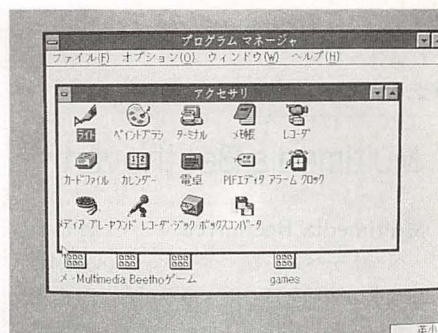 プログラム マネージャ
ファイル(F) オプション(O) ウィンドウ(W) ヘルプ(H)
アクセサリ
ライト ペイントブラシ ターミナル メモ帳 レコーダ
カードファイル カレンダー 電卓 PIFエディタ アラーム クロック
メディア プレーヤ サウンド レコーダ ボックス コンバータ
メ Multimedia Beetho ゲーム games